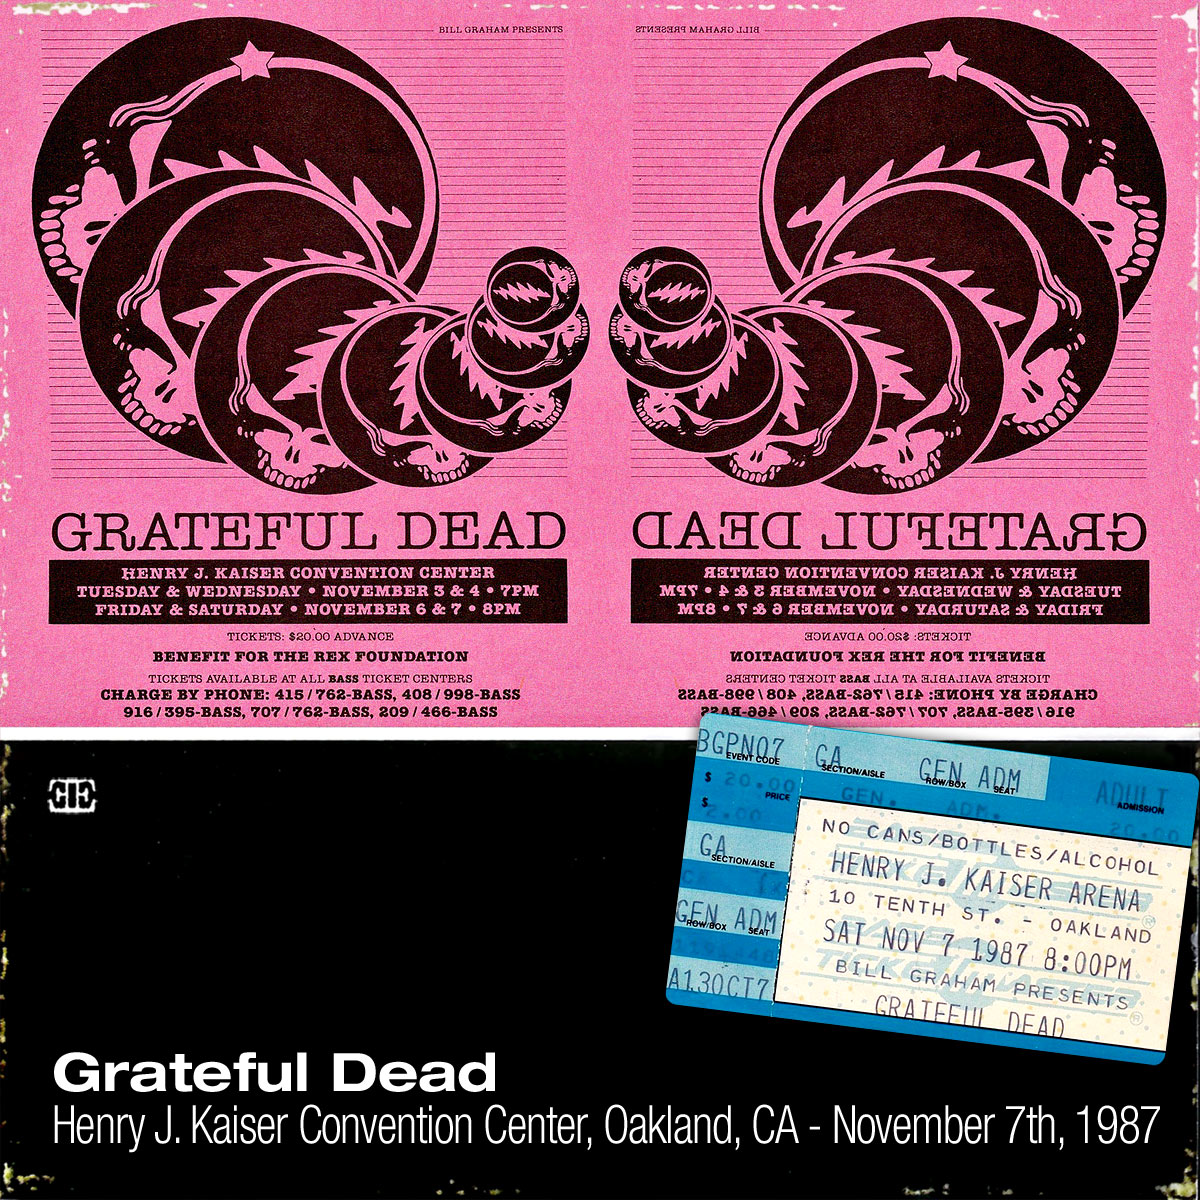 BILL GRAHAM PRESENTS
GRATEFUL DEAD
HENRY J. KAISER CONVENTION CENTER
TUESDAY & WEDNESDAY • NOVEMBER 3 & 4 • 7PM
FRIDAY & SATURDAY • NOVEMBER 6 & 7 • 8PM
TICKETS: $20.00 ADVANCE
BENEFIT FOR THE REX FOUNDATION
TICKETS AVAILABLE AT ALL BASS TICKET CENTERS
CHARGE BY PHONE: 415/762-BASS, 408/998-BASS
916/395-BASS, 707/762-BASS, 209/466-BASS
BILL GRAHAM PRESENTS
GRATEFUL DEAD
HENRY J. KAISER CONVENTION CENTER
TUESDAY & WEDNESDAY • NOVEMBER 3 & 4 • 7PM
FRIDAY & SATURDAY • NOVEMBER 6 & 7 • 8PM
TICKETS: $20.00 ADVANCE
BENEFIT FOR THE REX FOUNDATION
TICKETS AVAILABLE AT ALL BASS TICKET CENTERS
CHARGE BY PHONE: 415/762-BASS, 408/998-BASS
916/395-BASS, 707/762-BASS, 209/466-BASS
BGPN07 GA GEN ADM ADULT
EVENT CODE SECTION/AISLE ROW/BOX SEAT ADMISSION
$ 20.00 GEN. ADM. 20.00
PRICE
$ 2.00
GA
SECTION/AISLE
GEN ADM
ROW/BOX SEAT
A130CT7
NO CANS/BOTTLES/ALCOHOL
HENRY J. KAISER ARENA
10 TENTH ST. - OAKLAND
SAT NOV 7 1987 8:00PM
BILL GRAHAM PRESENTS
GRATEFUL DEAD
Grateful Dead
Henry J. Kaiser Convention Center, Oakland, CA - November 7th, 1987